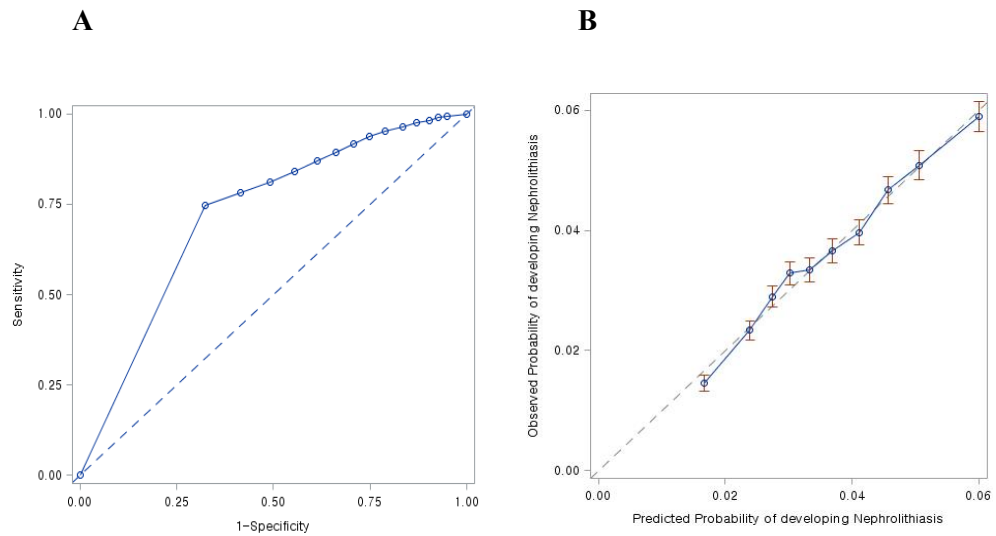 A
B
1.00
0.75
0.50
0.25
0.00
Sensitivity
0.00 0.25 0.50 0.75 1.00
1-Specificity
0.06
0.04
0.02
0.00
Observed Probability of developing Nephrolithiasis
0.00 0.02 0.04 0.06
Predicted Probability of developing Nephrolithiasis